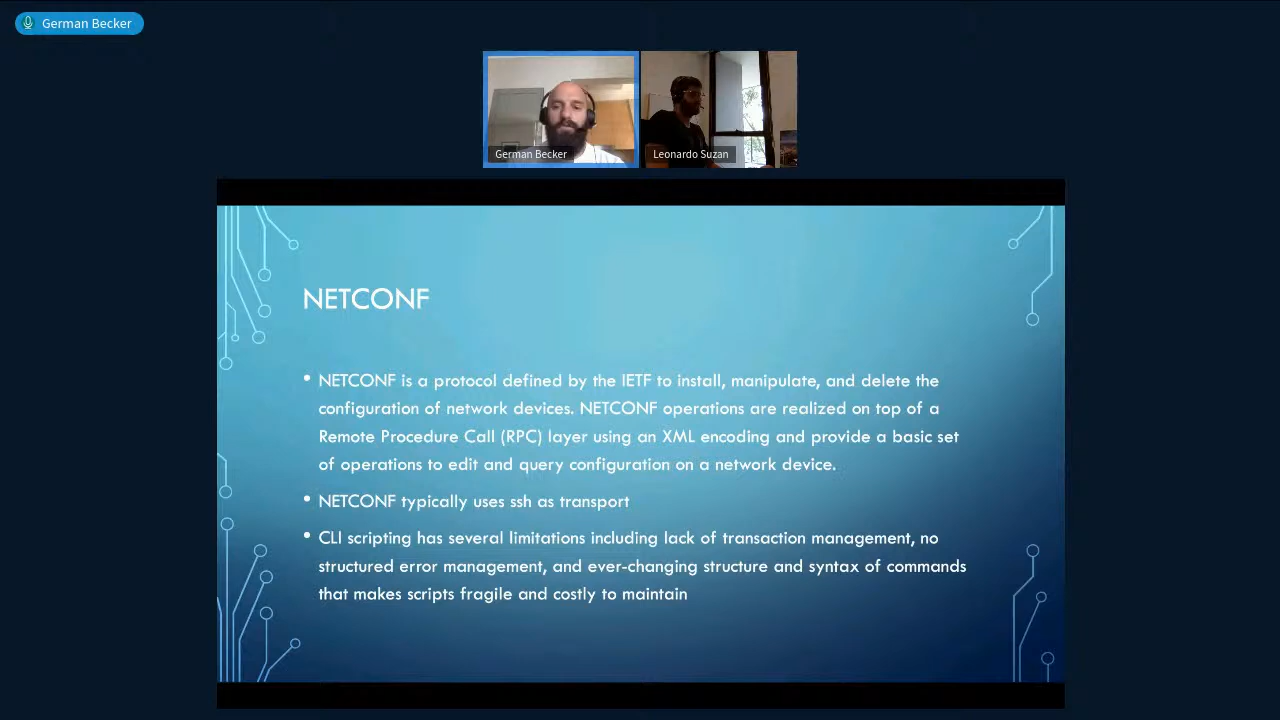 German Becker
German Becker
Leonardo Suzan
NETCONF
• NETCONF is a protocol defined by the IETF to install, manipulate, and delete the
configuration of network devices. NETCONF operations are realized on top of a
Remote Procedure Call (RPC) layer using an XML encoding and provide a basic set
of operations to edit and query configuration on a network device.
• NETCONF typically uses ssh as transport
• CLI scripting has several limitations including lack of transaction management, no
structured error management, and ever-changing structure and syntax of commands
that makes scripts fragile and costly to maintain